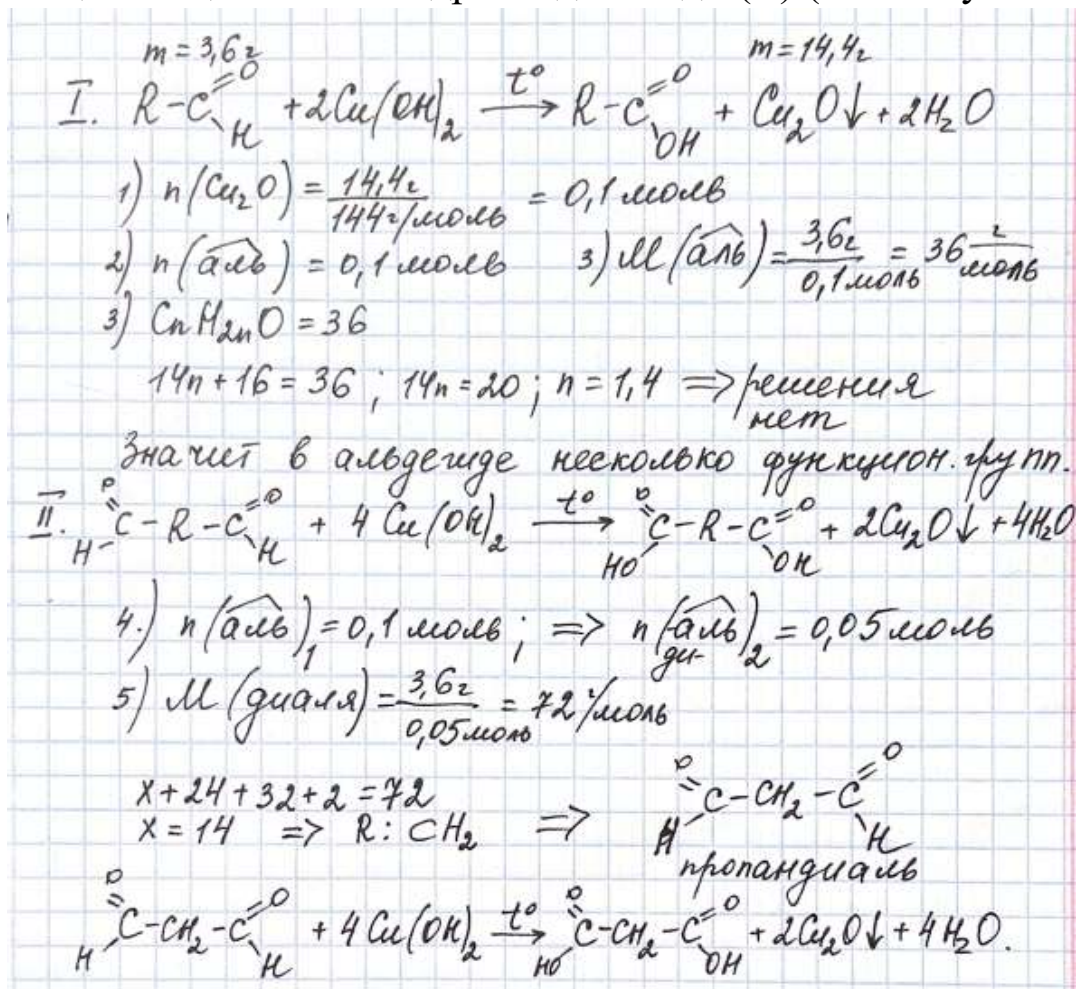 m = 3,6г m = 14,4г
I. R-C=O H + 2Cu(OH)2 t° → R-C=O OH + Cu2O↓ + 2H2O
1) n(Cu2O) = 14,4г / 144г/моль = 0,1 моль
2) n(аль) = 0,1 моль 3) M(аль) = 3,6г / 0,1моль = 36 г/моль
3) CnH2nO = 36
14n + 16 = 36 ; 14n = 20 ; n = 1,4 => решения
нет
Значит в альдегиде несколько функцион. групп.
II. O=C H -R-C=O H + 4Cu(OH)2 t° → O=C HO -R-C=O OH + 2Cu2O↓ + 4H2O
4.) n(аль)1 = 0,1 моль ; => n(ди-аль)2 = 0,05 моль
5) M(диаля) = 3,6г / 0,05моль = 72 г/моль
x + 24 + 32 + 2 = 72
x = 14 => R: CH2 => O=C H -CH2-C=O H
пропандиаль
O=C H -CH2-C=O H + 4Cu(OH)2 t° → O=C HO -CH2-C=O OH + 2Cu2O↓ + 4H2O.